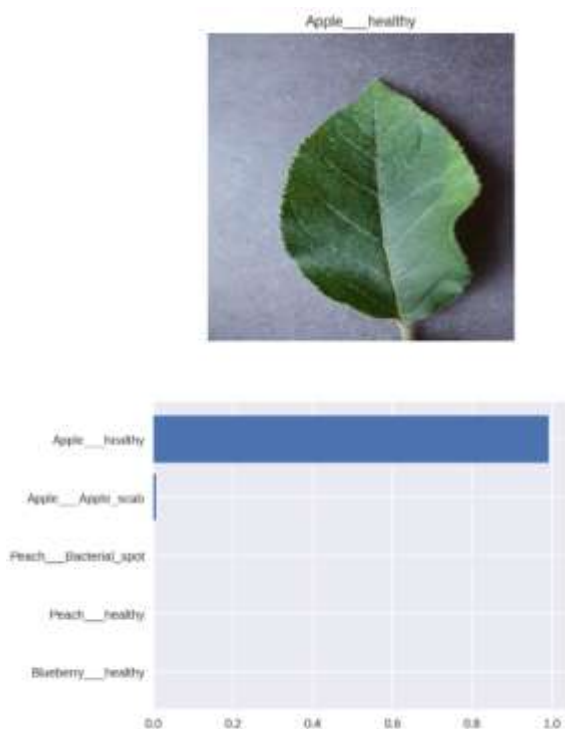 Apple___healthy
Apple___healthy
Apple___Apple_scab
Peach___Bacterial_spot
Peach___healthy
Blueberry___healthy
0.0 0.2 0.4 0.6 0.8 1.0